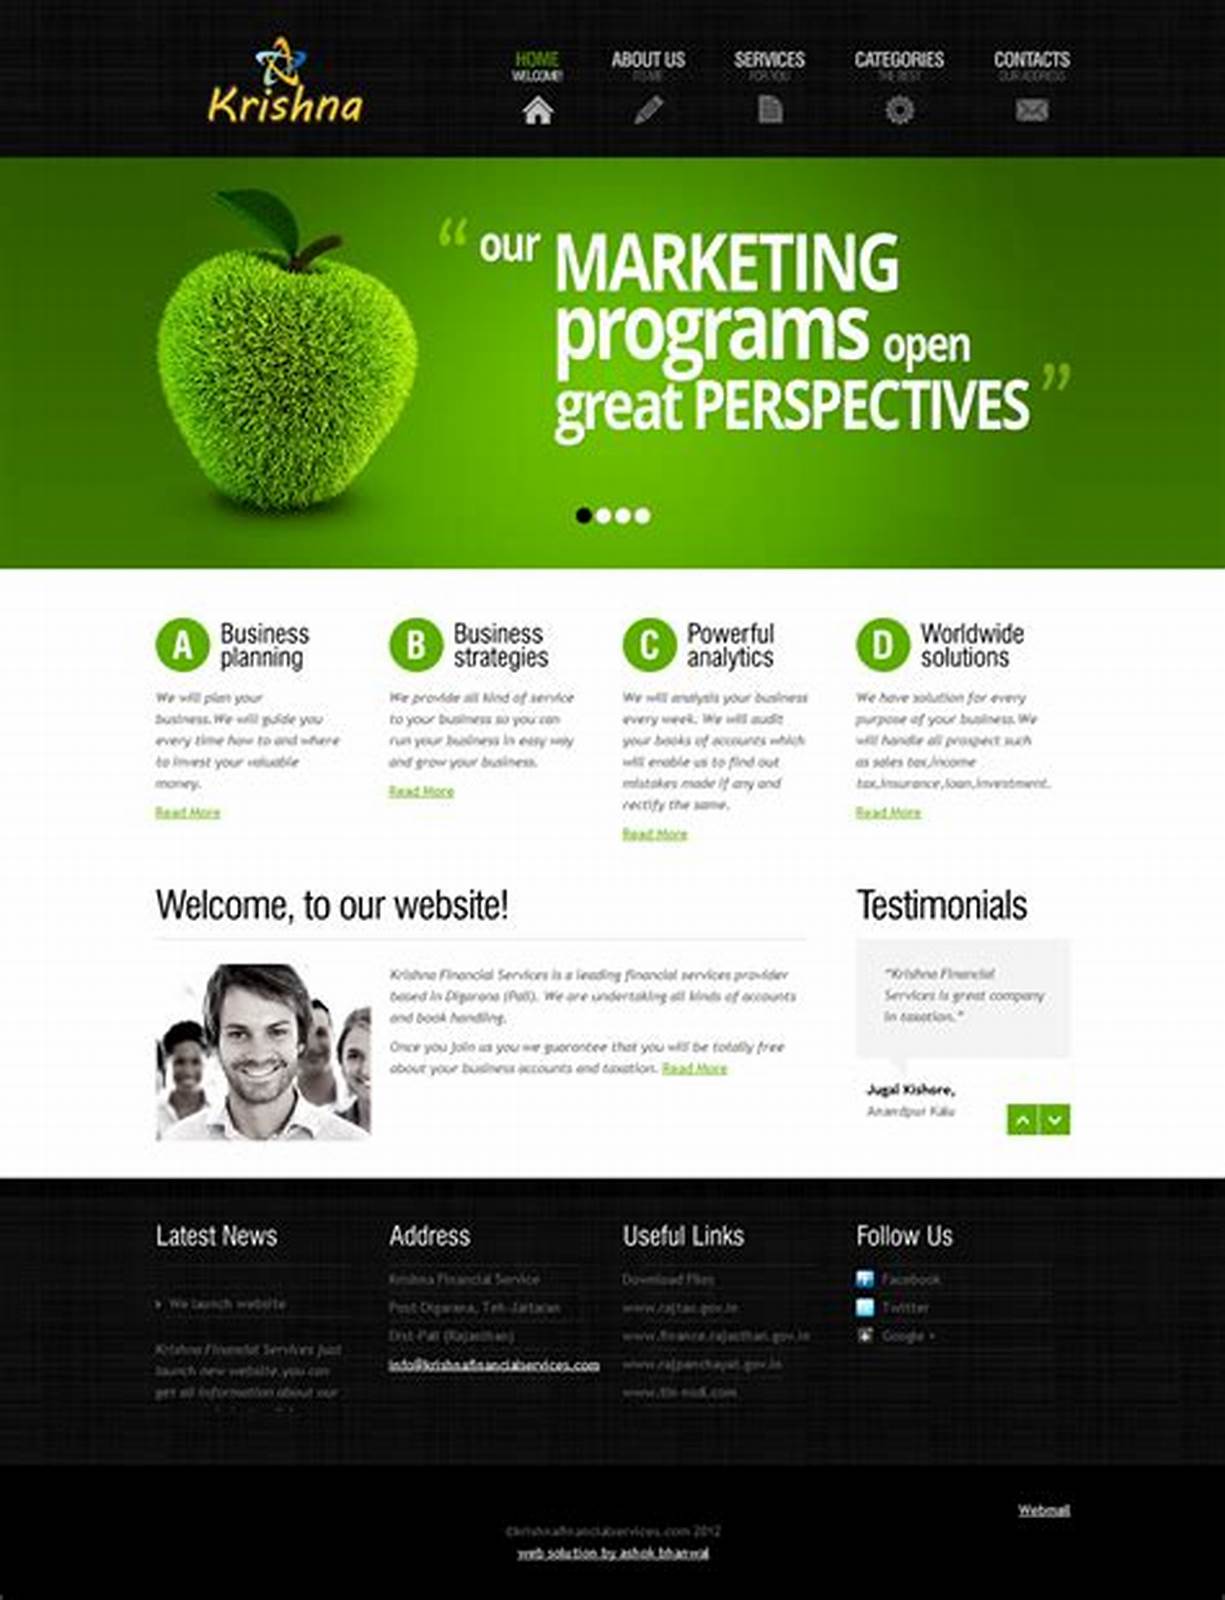 Krishna
HOME
WELCOME!
ABOUT US
TO ME
SERVICES
FOR YOU
CATEGORIES
THE BEST
CONTACTS
OUR ADDRESS
“ our MARKETING
programs open
great PERSPECTIVES ”
A Business
planning
We will plan your
business.We will guide you
every time how to and where
to invest your valuable
money.
Read More
B Business
strategies
We provide all kind of service
to your business so you can
run your business in easy way
and grow your business.
Read More
C Powerful
analytics
We will analysis your business
every week. We will audit
your books of accounts which
will enable us to find out
mistakes made if any and
rectify the same.
Read More
D Worldwide
solutions
We have solution for every
purpose of your business.We
will handle all prospect such
as sales tax,income
tax,insurance,loan,investment.
Read More
Welcome, to our website!
Krishna Financial Services is a leading financial services provider
based in Digarana (Pali). We are undertaking all kinds of accounts
and book handling.
Once you join us you we guarantee that you will be totally free
about your business accounts and taxation. Read More
Testimonials
“Krishna Financial
Services is great company
in taxation.”
Jugal Kishore,
Anandpur Kalu
Latest News
We launch website
Krishna Financial Services just
launch new website.you can
get all information about our
Address
Krishna Financial Service
Post-Digarana, Teh-Jaitaran
Dist-Pali (Rajasthan)
info@krishnafinancialservices.com
Useful Links
Download Files
www.rajtax.gov.in
www.finance.rajasthan.gov.in
www.rajpanchayat.gov.in
www.tin-nsdl.com
Follow Us
Facebook
Twitter
Google +
Webmail
©krishnafinancialservices.com 2012
web solution by ashok bhanwal